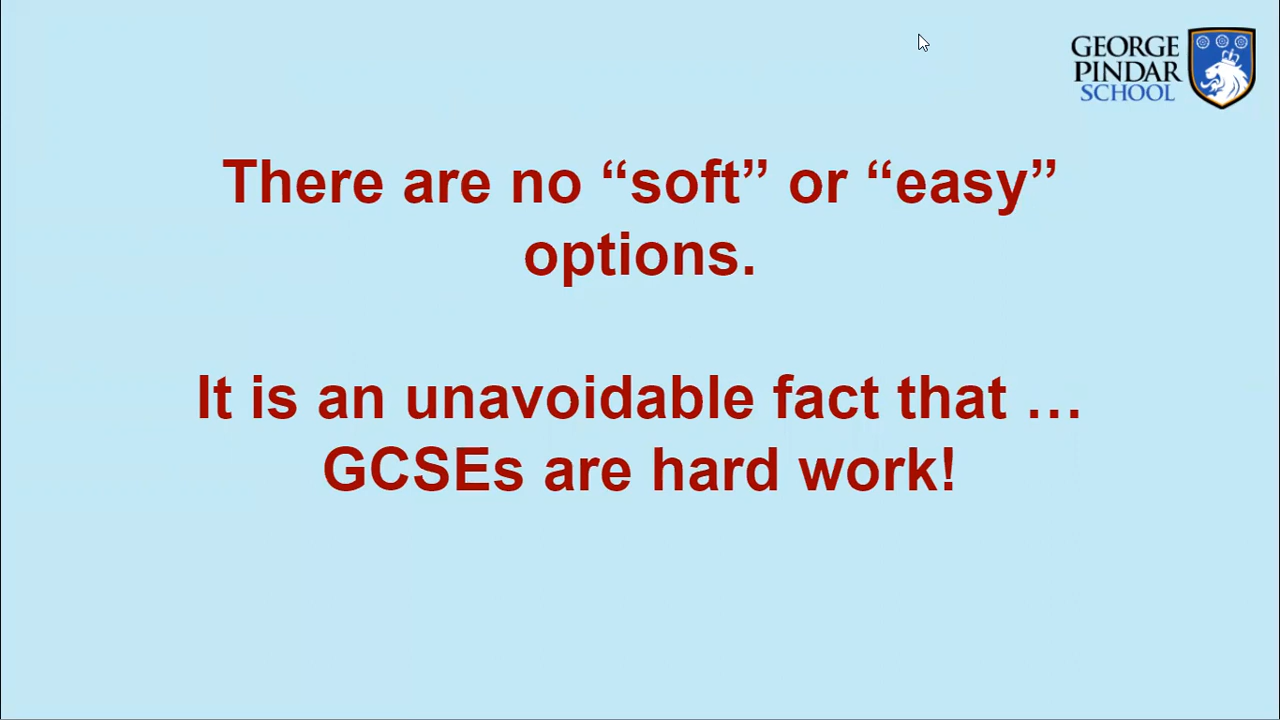 GEORGE
PINDAR
SCHOOL
There are no “soft” or “easy”
options.
It is an unavoidable fact that …
GCSEs are hard work!